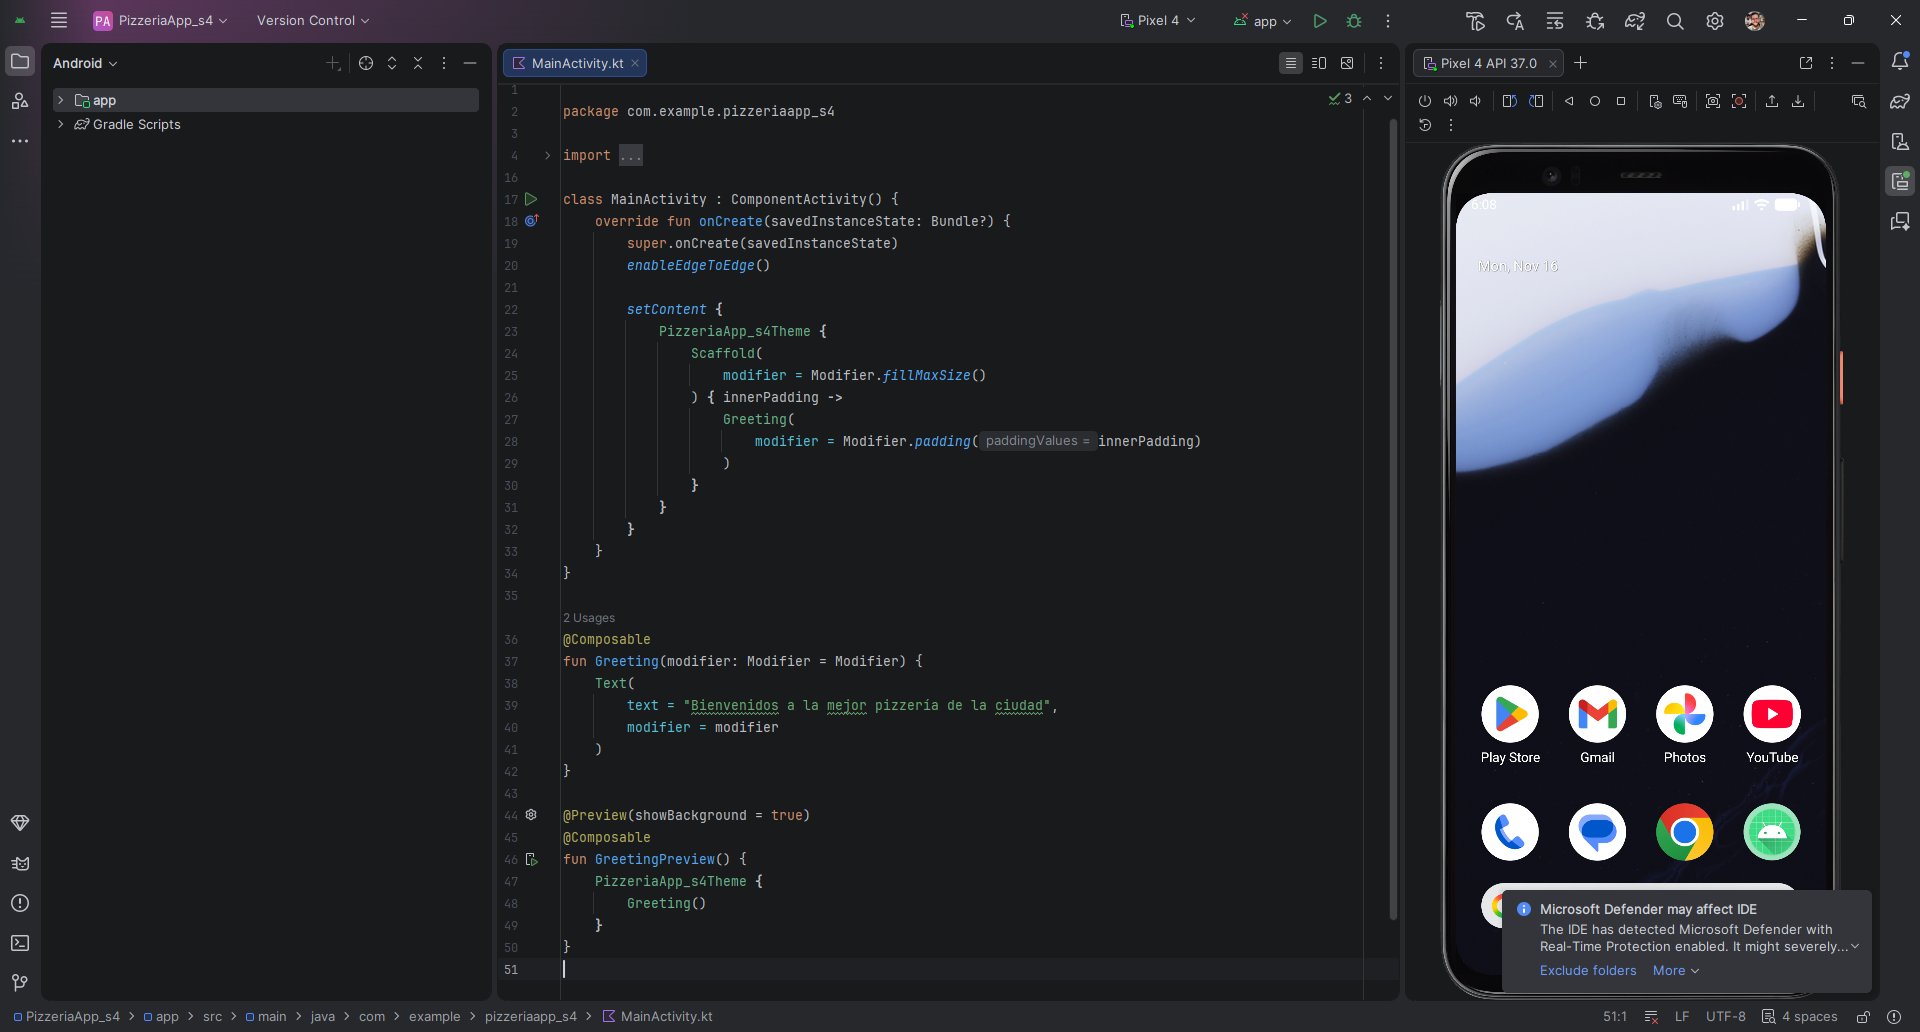 PA PizzeriaApp_s4 Version Control Pixel 4 app
Android
app
Gradle Scripts
MainActivity.kt
3
1
2 package com.example.pizzeriaapp_s4
3
4 import ...
16
17 class MainActivity : ComponentActivity() {
18 override fun onCreate(savedInstanceState: Bundle?) {
19 super.onCreate(savedInstanceState)
20 enableEdgeToEdge()
21
22 setContent {
23 PizzeriaApp_s4Theme {
24 Scaffold(
25 modifier = Modifier.fillMaxSize()
26 ) { innerPadding ->
27 Greeting(
28 modifier = Modifier.padding( paddingValues = innerPadding)
29 )
30 }
31 }
32 }
33 }
34 }
35
2 Usages
36 @Composable
37 fun Greeting(modifier: Modifier = Modifier) {
38 Text(
39 text = "Bienvenidos a la mejor pizzeria de la ciudad",
40 modifier = modifier
41 )
42 }
43
44 @Preview(showBackground = true)
45 @Composable
46 fun GreetingPreview() {
47 PizzeriaApp_s4Theme {
48 Greeting()
49 }
50 }
51
Pixel 4 API 37.0
6:08
Mon, Nov 16
Play Store Gmail Photos YouTube
Microsoft Defender may affect IDE
The IDE has detected Microsoft Defender with
Real-Time Protection enabled. It might severely...
Exclude folders More
PizzeriaApp_s4 > app > src > main > java > com > example > pizzeriaapp_s4 > MainActivity.kt
51:1 LF UTF-8 4 spaces